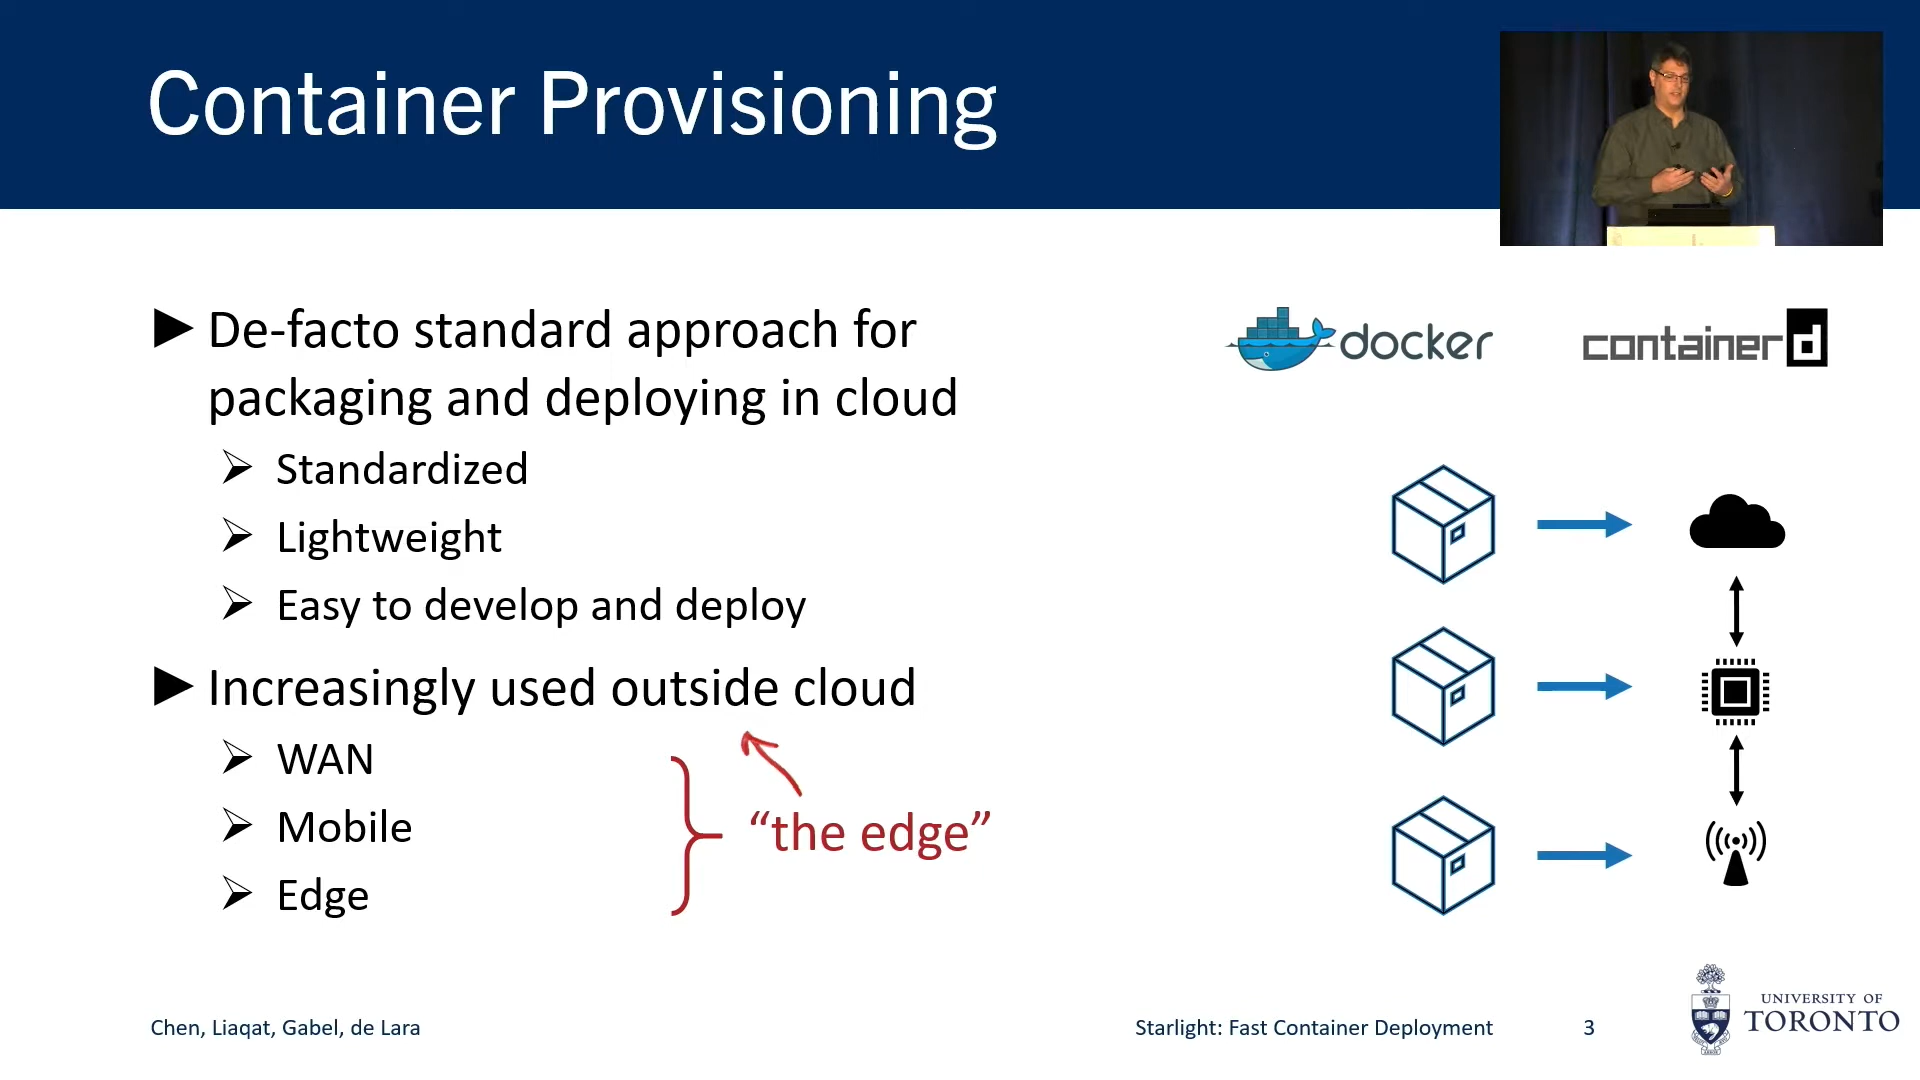 Container Provisioning
De-facto standard approach for
packaging and deploying in cloud
Standardized
Lightweight
Easy to develop and deploy
Increasingly used outside cloud
WAN
Mobile
Edge
“the edge”
docker
containerd
Chen, Liaqat, Gabel, de Lara
Starlight: Fast Container Deployment
3
UNIVERSITY OF
TORONTO